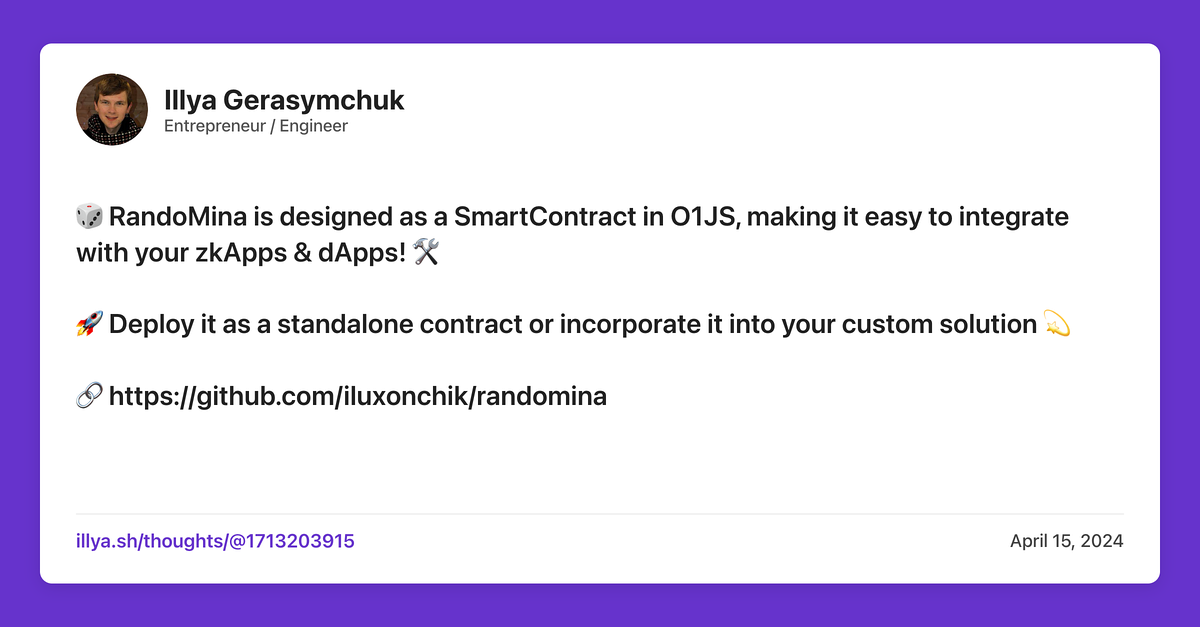 Illya Gerasymchuk
Entrepreneur / Engineer
🎲 RandoMina is designed as a SmartContract in O1JS, making it easy to integrate
with your zkApps & dApps! 🛠️
🚀 Deploy it as a standalone contract or incorporate it into your custom solution 💫
🔗 https://github.com/iluxonchik/randomina
illya.sh/thoughts/@1713203915
April 15, 2024